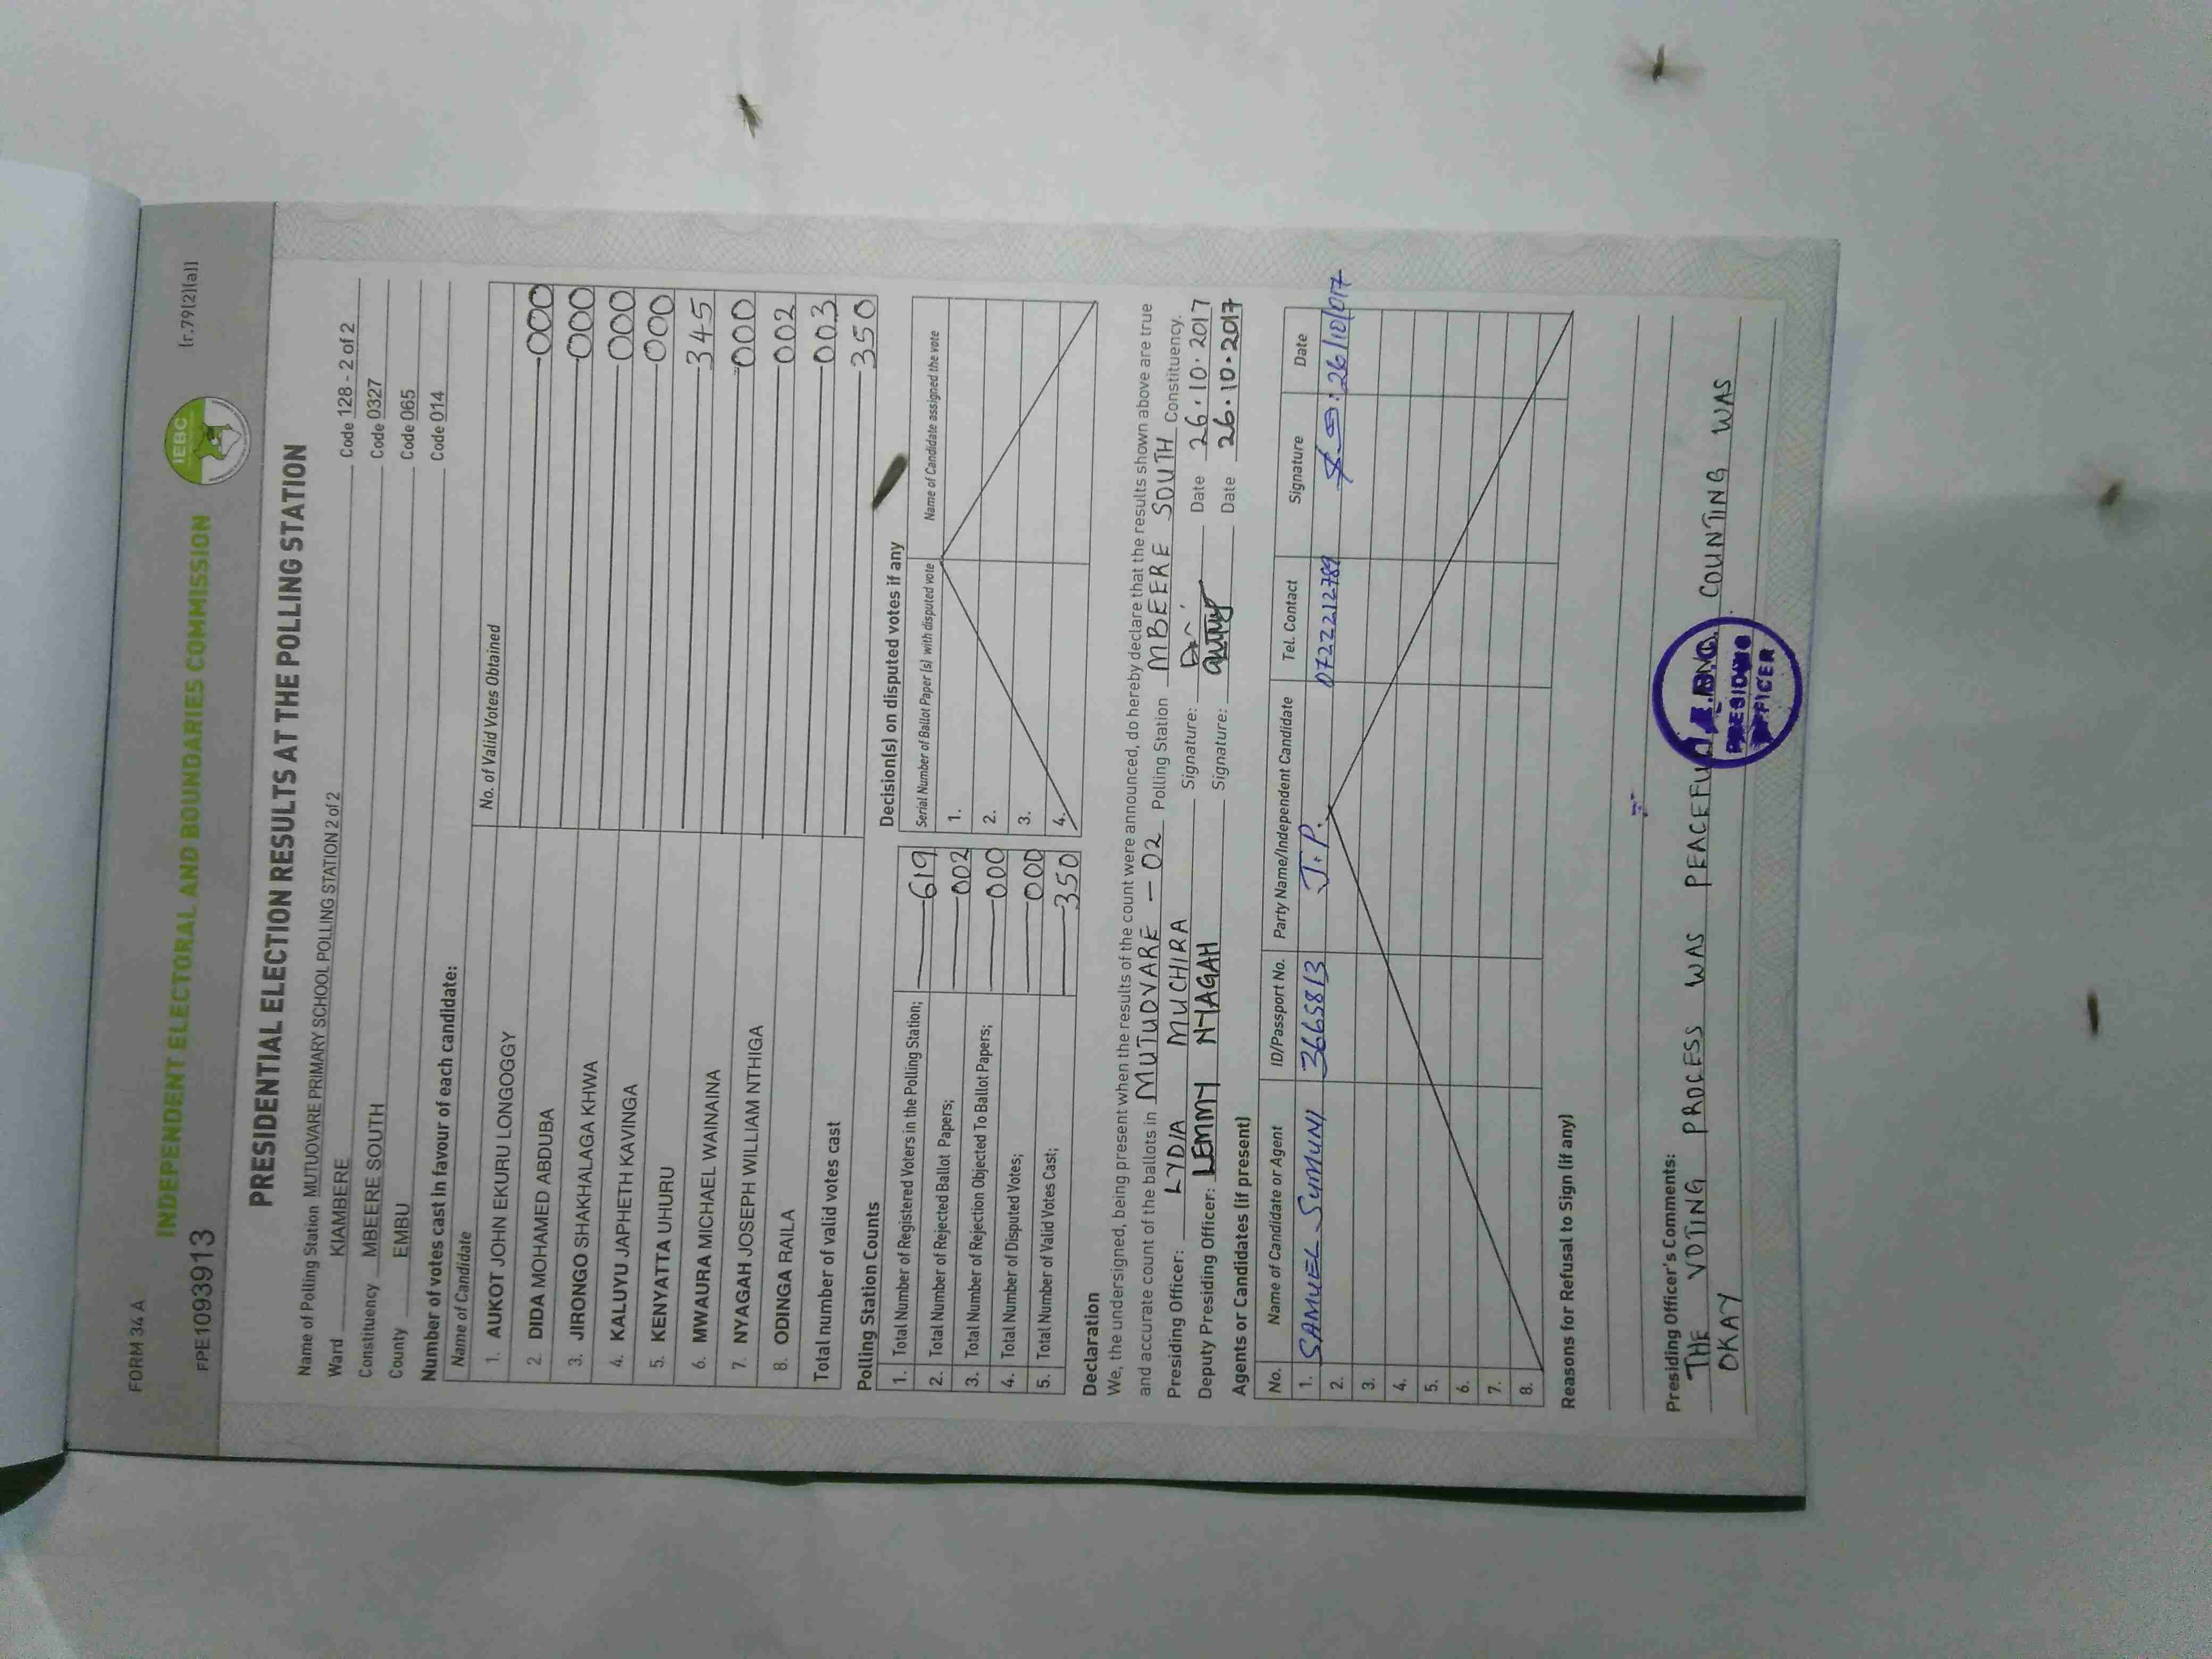 FORM 34 A
INDEPENDENT ELECTORAL AND BOUNDARIES COMMISSION
IEBC
(r.79(2)(a))
FPE1093913
PRESIDENTIAL ELECTION RESULTS AT THE POLLING STATION
Name of Polling Station MUTUOVARE PRIMARY SCHOOL POLLING STATION 2 of 2 Code 128 - 2 of 2
Ward KIAMBERE Code 0327
Constituency MBEERE SOUTH Code 065
County EMBU Code 014
Number of votes cast in favour of each candidate:
Name of Candidate No. of Valid Votes Obtained
1. AUKOT JOHN EKURU LONGOGGY 000
2 DIDA MOHAMED ABDUBA 000
3. JIRONGO SHAKHALAGA KHWA 000
4. KALUYU JAPHETH KAVINGA 000
5. KENYATTA UHURU 345
6. MWAURA MICHAEL WAINAINA 000
7. NYAGAH JOSEPH WILLIAM NTHIGA 002
8. ODINGA RAILA 003
Total number of valid votes cast 350
Polling Station Counts
1. Total Number of Registered Voters in the Polling Station; 619
2. Total Number of Rejected Ballot Papers; 002
3. Total Number of Rejection Objected To Ballot Papers; 000
4. Total Number of Disputed Votes; 000
5. Total Number of Valid Votes Cast; 350
Decision(s) on disputed votes if any
Serial Number of Ballot Paper (s) with disputed vote Name of Candidate assigned the vote
1.
2.
3.
4.
Declaration
We, the undersigned, being present when the results of the count were announced, do hereby declare that the results shown above are true
and accurate count of the ballots in MUTUOVARE - 02 Polling Station MBEERE SOUTH Constituency.
Presiding Officer: LYDIA MUCHIRA Signature: Date 26.10.2017
Deputy Presiding Officer: LEMMY NYAGAH Signature: Date 26.10.2017
Agents or Candidates (if present)
No. Name of Candidate or Agent ID/Passport No. Party Name/Independent Candidate Tel. Contact Signature Date
1. SAMUEL SUMUNI 3665813 J.P. 0722212789 26/10/017
2.
3.
4.
5.
6.
7.
8.
Reasons for Refusal to Sign (if any)
Presiding Officer's Comments:
THE VOTING PROCESS WAS PEACEFUL. COUNTING WAS
OKAY
PRESIDING
OFFICER